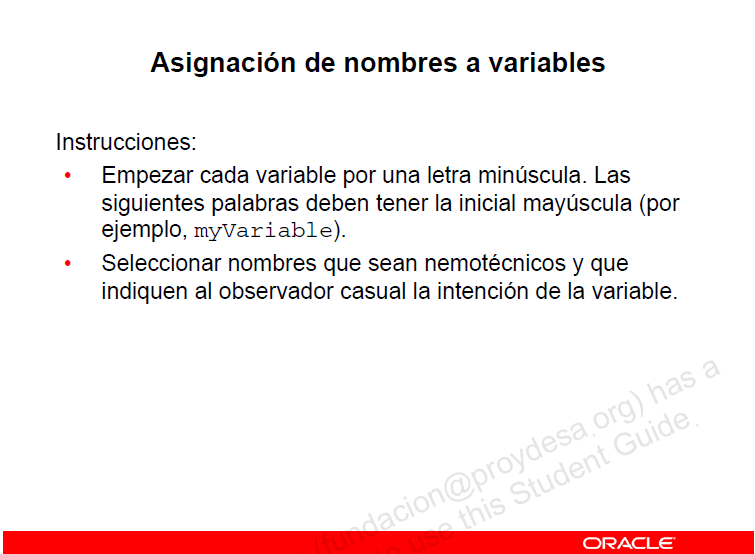 Asignación de nombres a variables
Instrucciones:
• Empezar cada variable por una letra minúscula. Las
siguientes palabras deben tener la inicial mayúscula (por
ejemplo, myVariable).
• Seleccionar nombres que sean nemotécnicos y que
indiquen al observador casual la intención de la variable.
(fundacion@proydesa.org) has a
use this Student Guide.
ORACLE